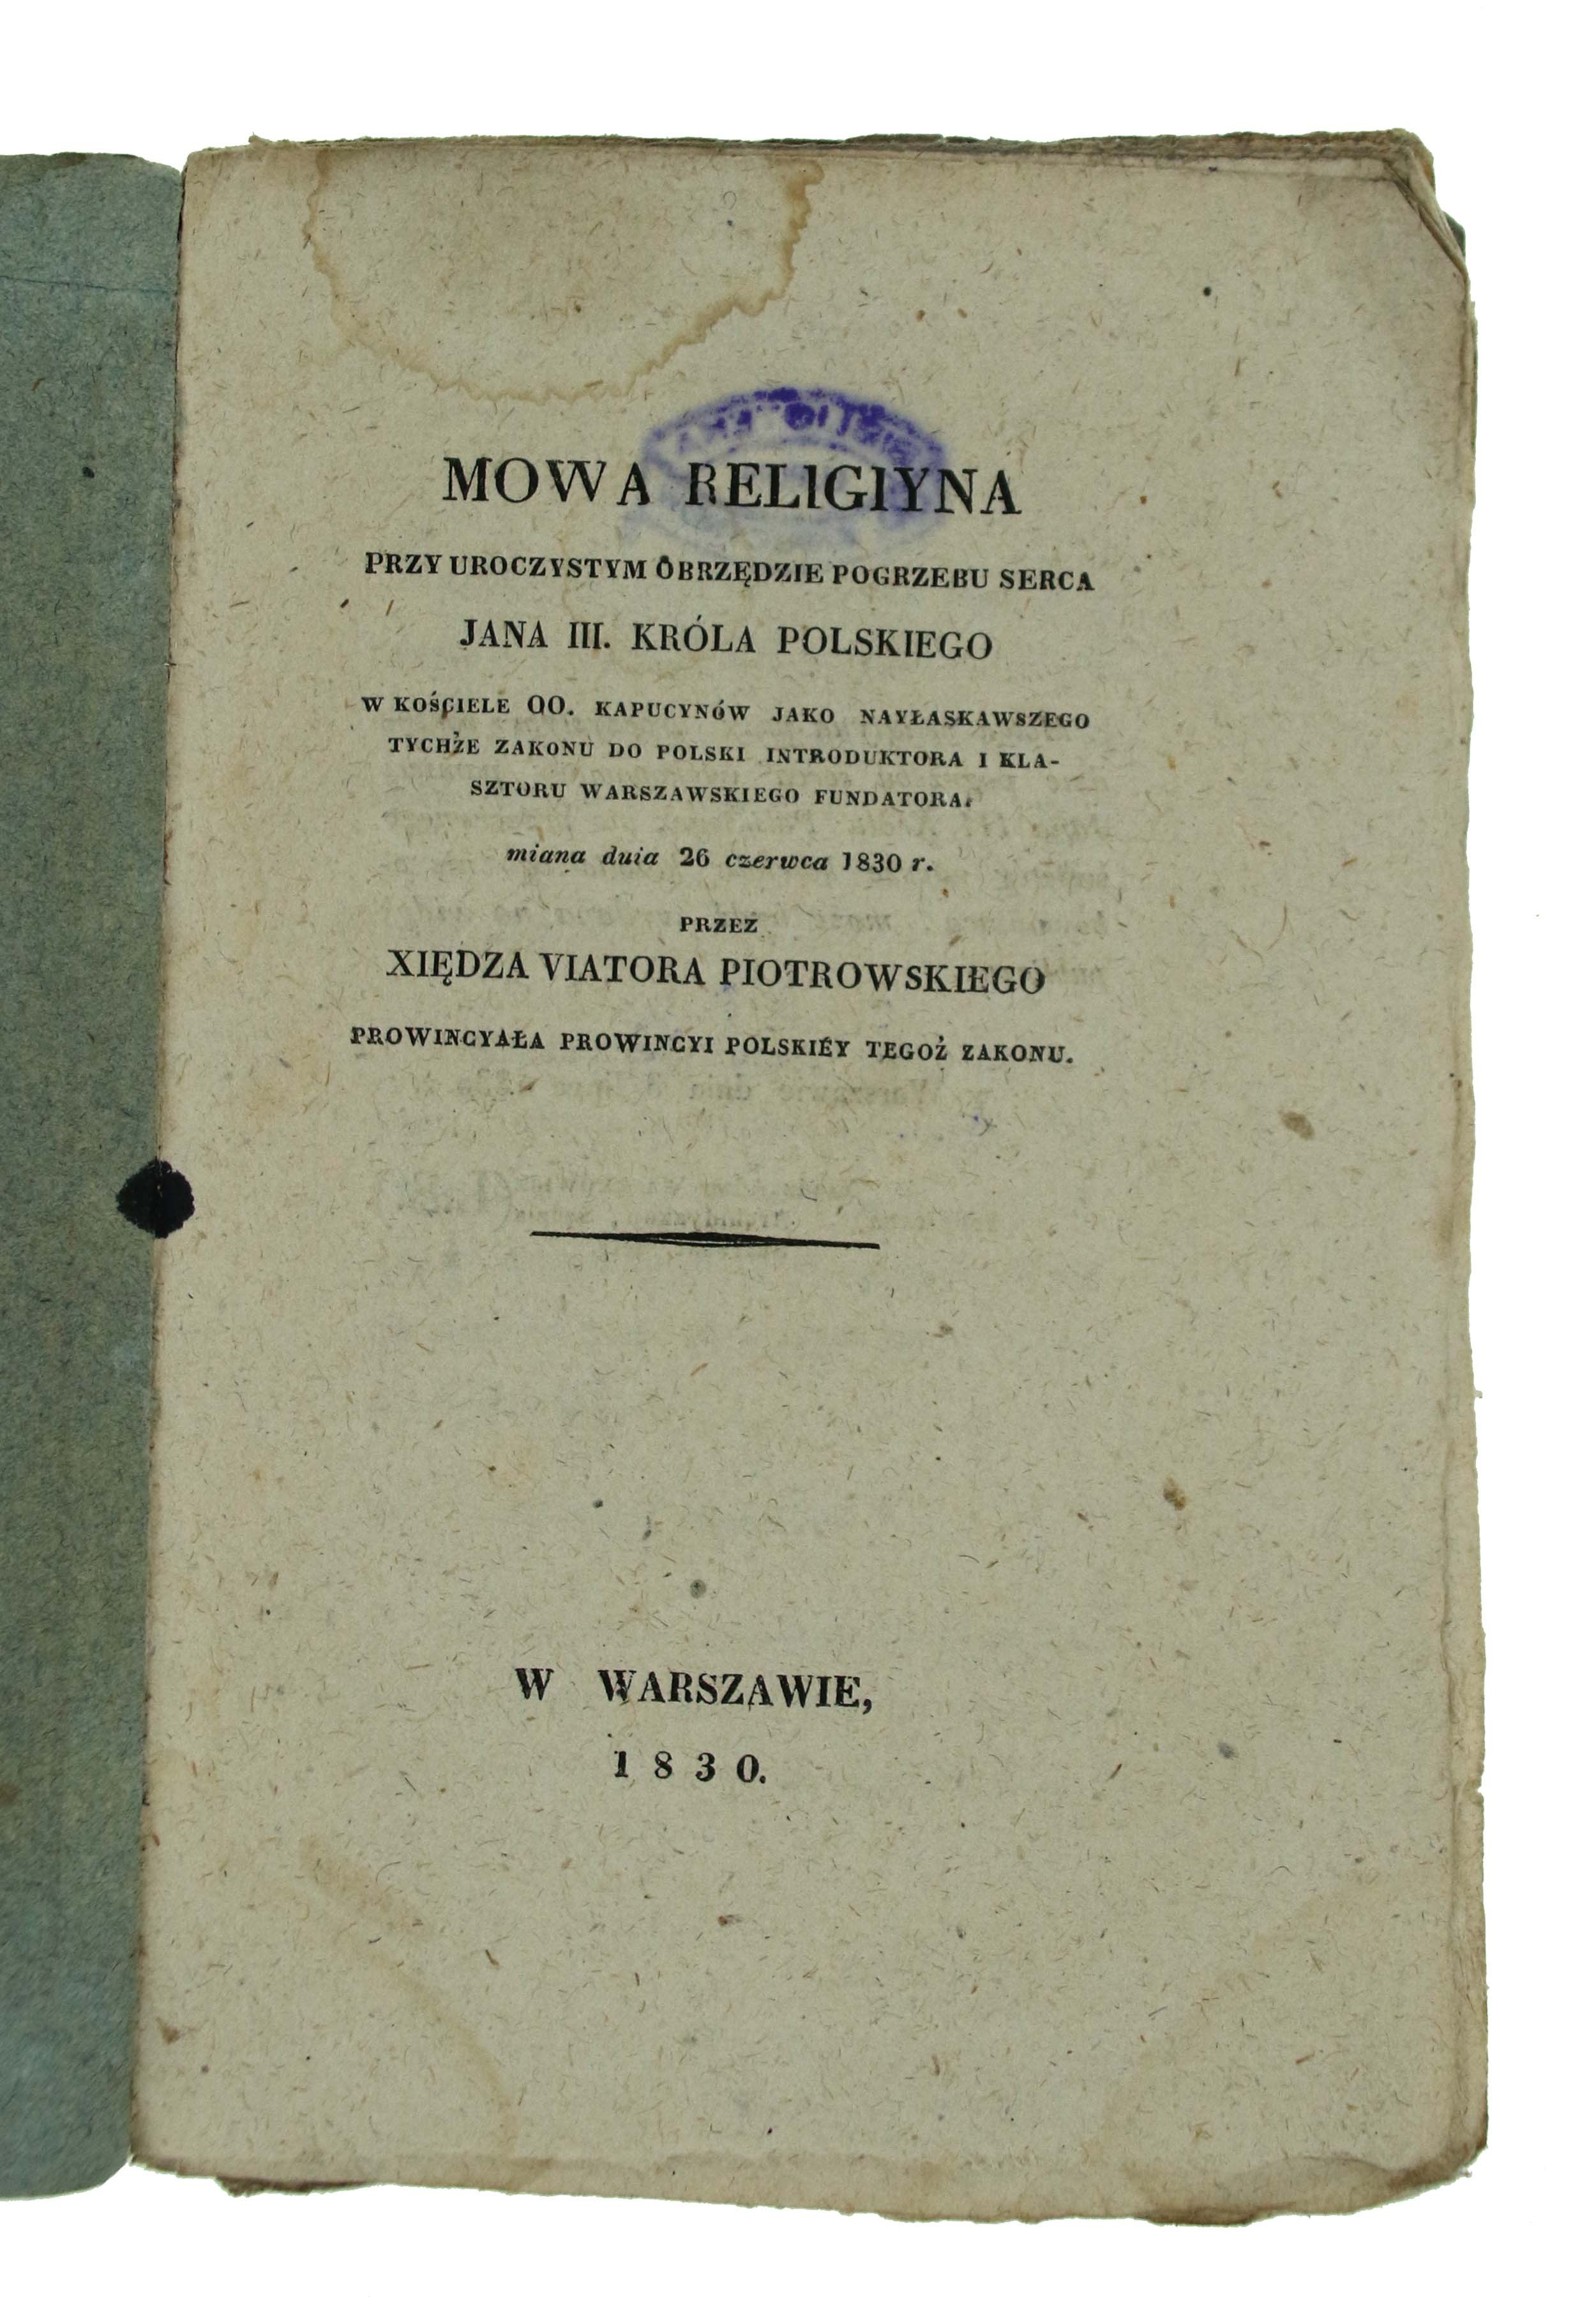 MOWA RELIGIYNA
PRZY UROCZYSTYM OBRZĘDZIE POGRZEBU SERCA
JANA III. KRÓLA POLSKIEGO
W KOŚCIELE OO. KAPUCYNÓW JAKO NAYŁASKAWSZEGO
TYCHŻE ZAKONU DO POLSKI INTRODUKTORA I KLA-
SZTORU WARSZAWSKIEGO FUNDATORA.
miana duia 26 czerwca 1830 r.
PRZEZ
XIĘDZA VIATORA PIOTROWSKIEGO
PROWINCYAŁA PROWINCYI POLSKIÉY TEGOŻ ZAKONU.
W WARSZAWIE,
1830.